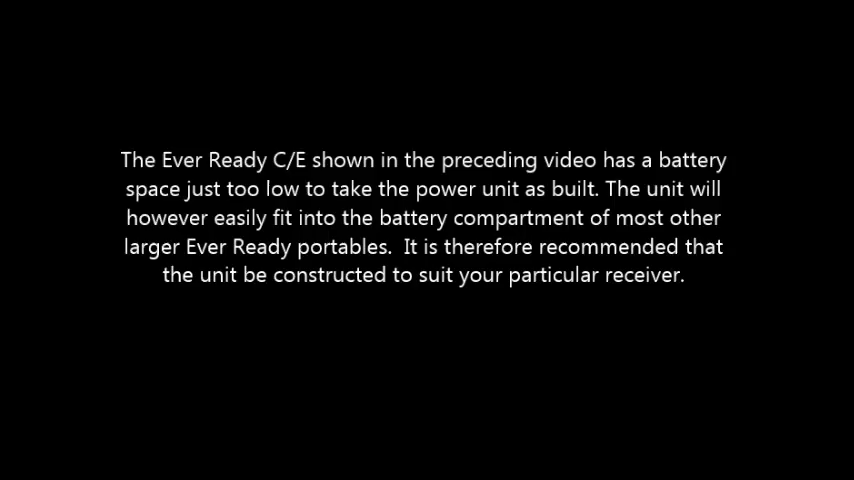 The Ever Ready C/E shown in the preceding video has a battery
space just too low to take the power unit as built. The unit will
however easily fit into the battery compartment of most other
larger Ever Ready portables.  It is therefore recommended that
the unit be constructed to suit your particular receiver.